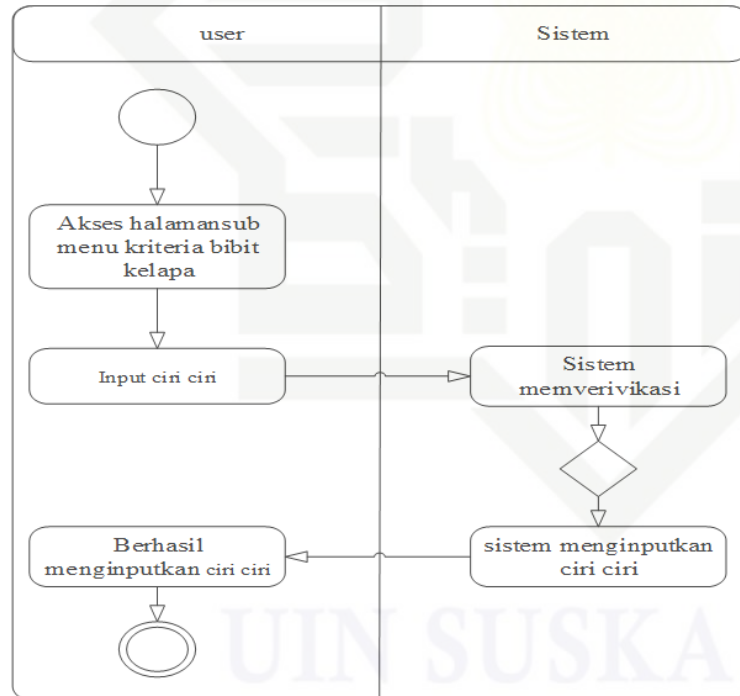 user
Sistem
Akses halamansub
menu kriteria bibit
kelapa
Input ciri ciri
Sistem
memverivikasi
sistem menginputkan
ciri ciri
Berhasil
menginputkan ciri ciri
UIN SUSKA